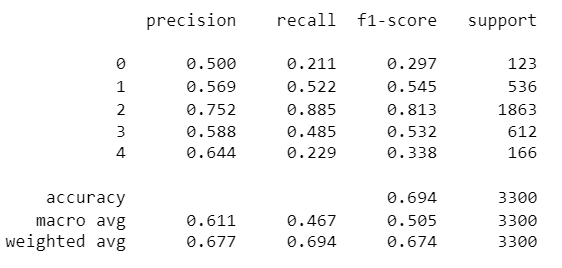 precision recall f1-score support
0 0.500 0.211 0.297 123
1 0.569 0.522 0.545 536
2 0.752 0.885 0.813 1863
3 0.588 0.485 0.532 612
4 0.644 0.229 0.338 166
accuracy 0.694 3300
macro avg 0.611 0.467 0.505 3300
weighted avg 0.677 0.694 0.674 3300